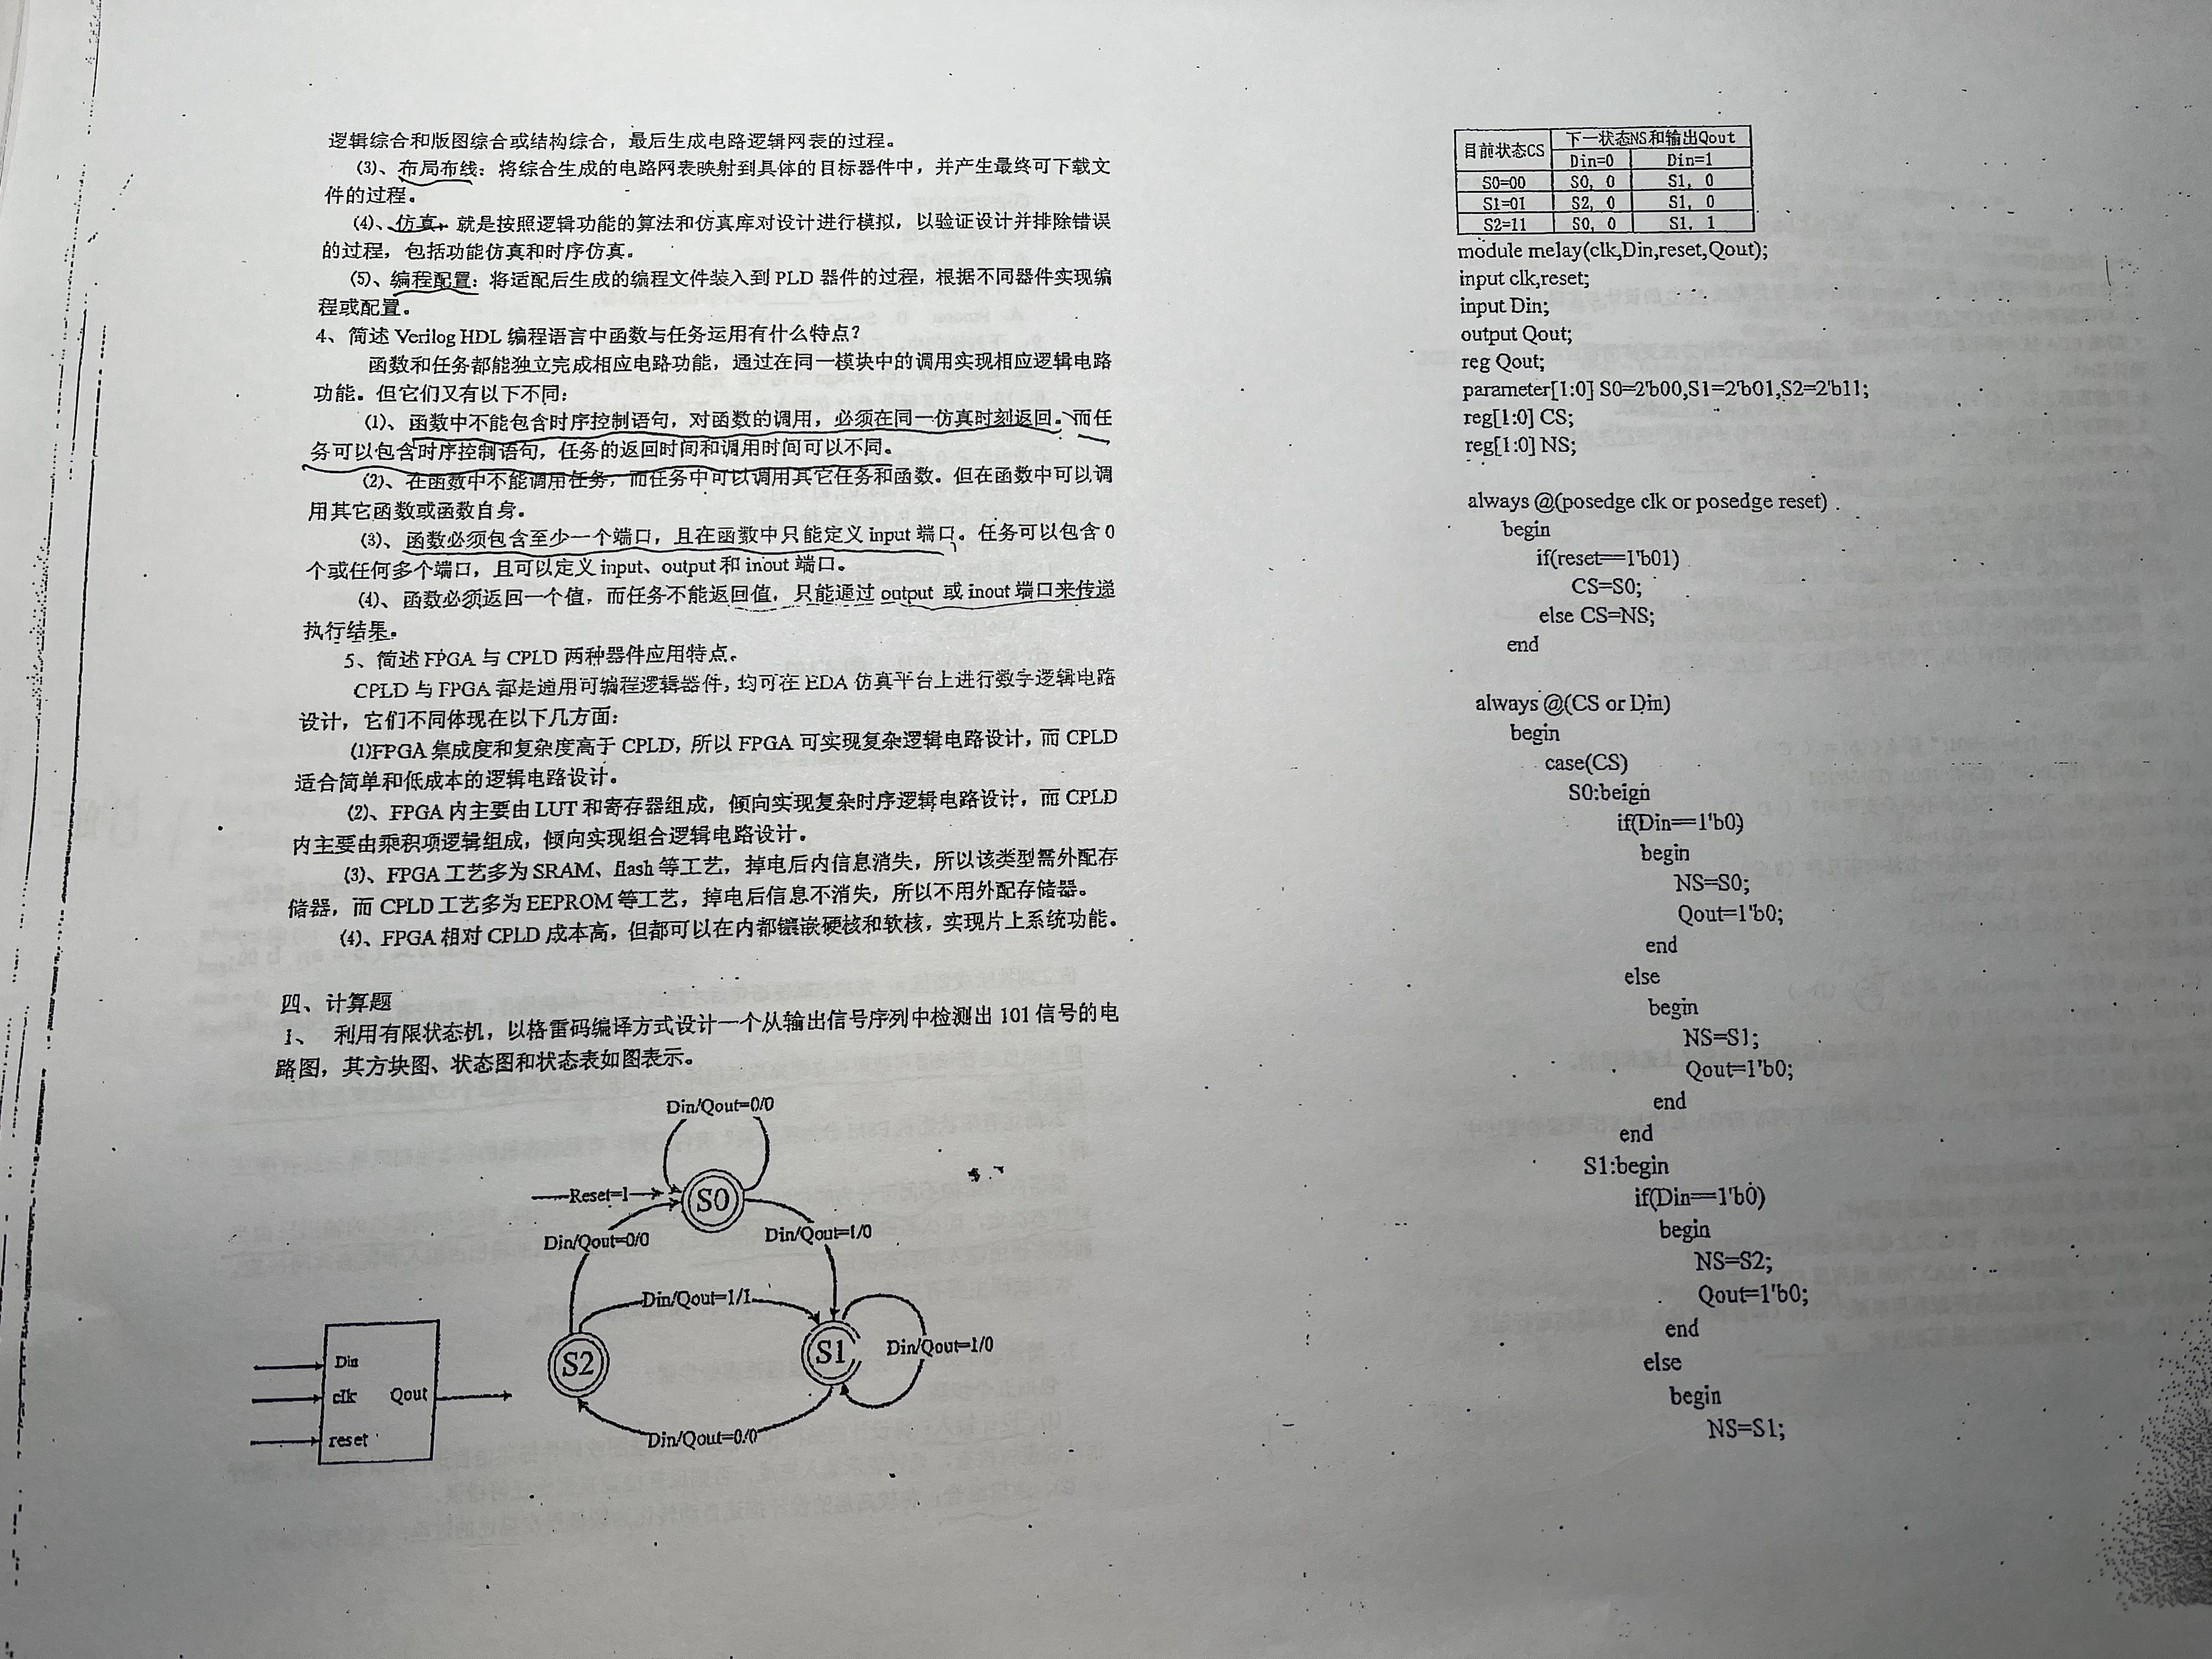 逻辑综合和版图综合或结构综合，最后生成电路逻辑网表的过程。
(3)、布局布线：将综合生成的电路网表映射到具体的目标器件中，并产生最终可下载文
件的过程。
(4)、仿真：就是按照逻辑功能的算法和仿真库对设计进行模拟，以验证设计并排除错误
的过程，包括功能仿真和时序仿真。
(5)、编程配置：将适配后生成的编程文件装入到 PLD 器件的过程，根据不同器件实现编
程或配置。
4、简述 Verilog HDL 编程语言中函数与任务运用有什么特点？
函数和任务都能独立完成相应电路功能，通过在同一模块中的调用实现相应逻辑电路
功能。但它们又有以下不同：
(1)、函数中不能包含时序控制语句，对函数的调用，必须在同一仿真时刻返回。而任
务可以包含时序控制语句，任务的返回时间和调用时间可以不同。
(2)、在函数中不能调用任务，而任务中可以调用其它任务和函数。但在函数中可以调
用其它函数或函数自身。
(3)、函数必须包含至少一个端口，且在函数中只能定义 input 端口。任务可以包含 0
个或任何多个端口，且可以定义 input、output 和 inout 端口。
(4)、函数必须返回一个值，而任务不能返回值，只能通过 output 或 inout 端口来传递
执行结果。
5、简述 FPGA 与 CPLD 两种器件应用特点。
CPLD 与 FPGA 都是通用可编程逻辑器件，均可在 EDA 仿真平台上进行数字逻辑电路
设计，它们不同体现在以下几方面：
(1)FPGA 集成度和复杂度高于 CPLD，所以 FPGA 可实现复杂逻辑电路设计，而 CPLD
适合简单和低成本的逻辑电路设计。
(2)、FPGA 内主要由 LUT 和寄存器组成，倾向实现复杂时序逻辑电路设计，而 CPLD
内主要由乘积项逻辑组成，倾向实现组合逻辑电路设计。
(3)、FPGA 工艺多为 SRAM、flash 等工艺，掉电后内信息消失，所以该类型需外配存
储器，而 CPLD 工艺多为 EEPROM 等工艺，掉电后信息不消失，所以不用外配存储器。
(4)、FPGA 相对 CPLD 成本高，但都可以在内都镶嵌硬核和软核，实现片上系统功能。
四、计算题
1、 利用有限状态机，以格雷码编译方式设计一个从输出信号序列中检测出 101 信号的电
路图，其方块图、状态图和状态表如图表示。
Din/Qout=0/0
Reset=1
S0
Din/Qout=0/0
Din/Qout=1/0
Din/Qout=1/1
S2
S1
Din/Qout=1/0
Din/Qout=0/0
Din
clk
Qout
reset
目前状态CS 下一状态NS和输出Qout
Din=0 Din=1
S0=00 S0, 0 S1, 0
S1=01 S2, 0 S1, 0
S2=11 S0, 0 S1, 1
module melay(clk,Din,reset,Qout);
input clk,reset;
input Din;
output Qout;
reg Qout;
parameter[1:0] S0=2'b00,S1=2'b01,S2=2'b11;
reg[1:0] CS;
reg[1:0] NS;
always @(posedge clk or posedge reset)
begin
if(reset==1'b01)
CS=S0;
else CS=NS;
end
always @(CS or Din)
begin
case(CS)
S0:beign
if(Din==1'b0)
begin
NS=S0;
Qout=1'b0;
end
else
begin
NS=S1;
Qout=1'b0;
end
end
S1:begin
if(Din==1'b0)
begin
NS=S2;
Qout=1'b0;
end
else
begin
NS=S1;